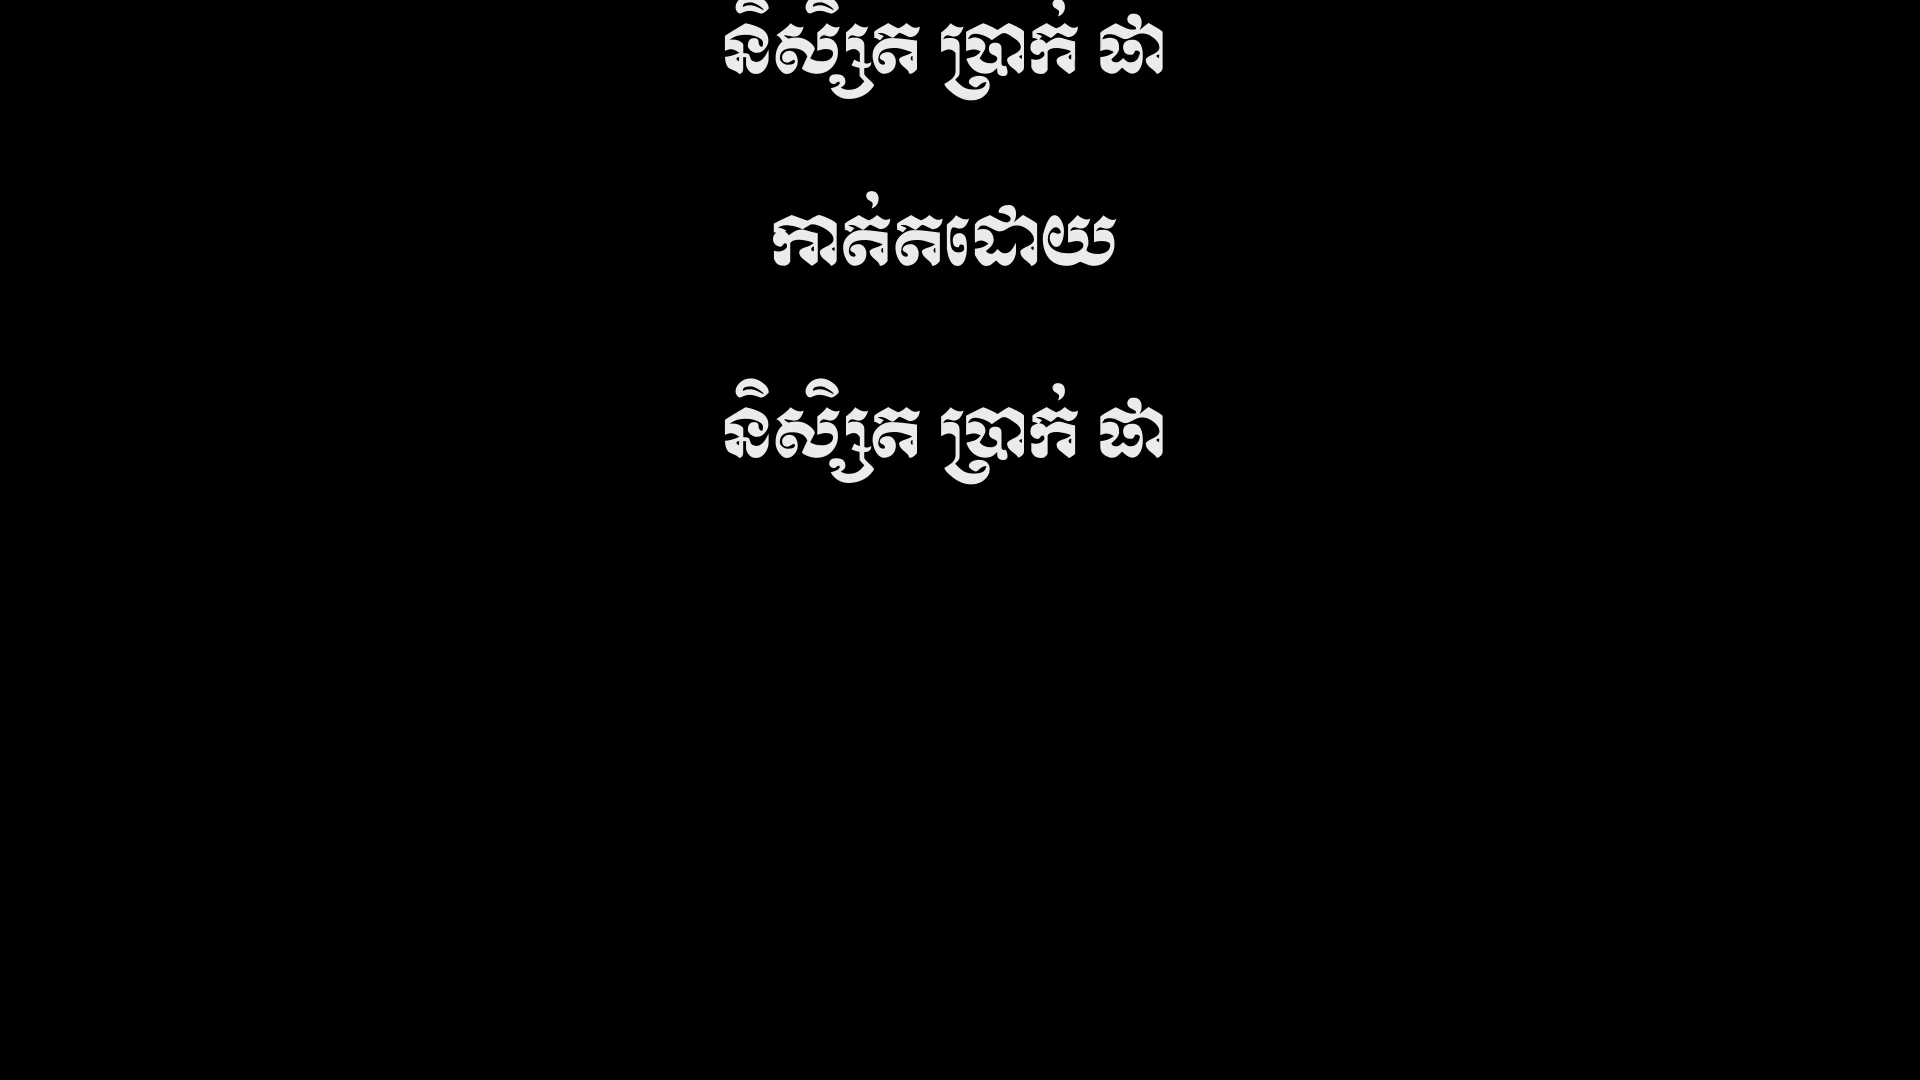 និស្សិត ប្រាក់ ផា
កាត់តដោយ
និស្សិត ប្រាក់ ផា